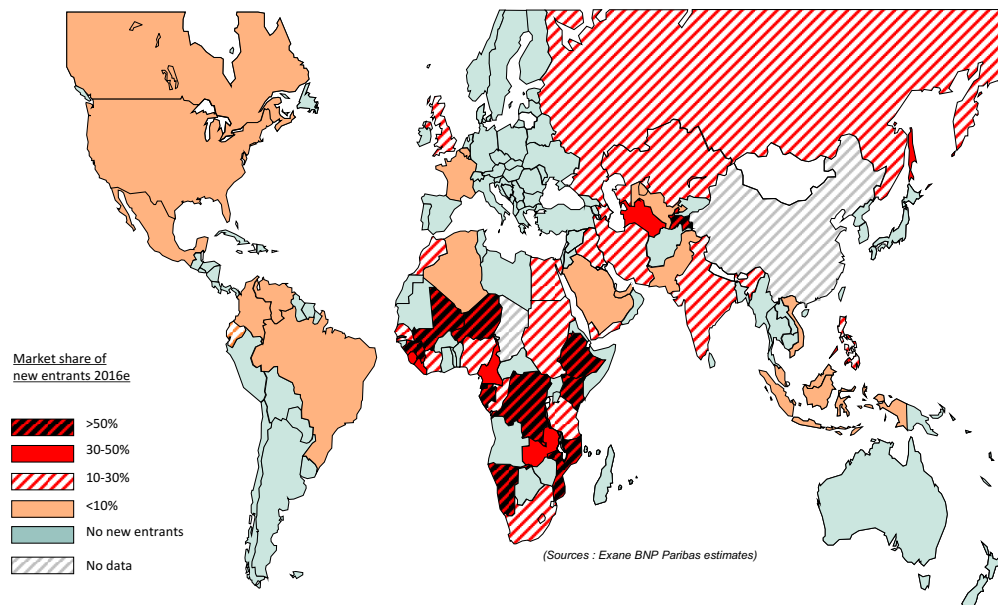 Market share of
new entrants 2016e
>50%
30-50%
10-30%
<10%
No new entrants
No data
(Sources : Exane BNP Paribas estimates)